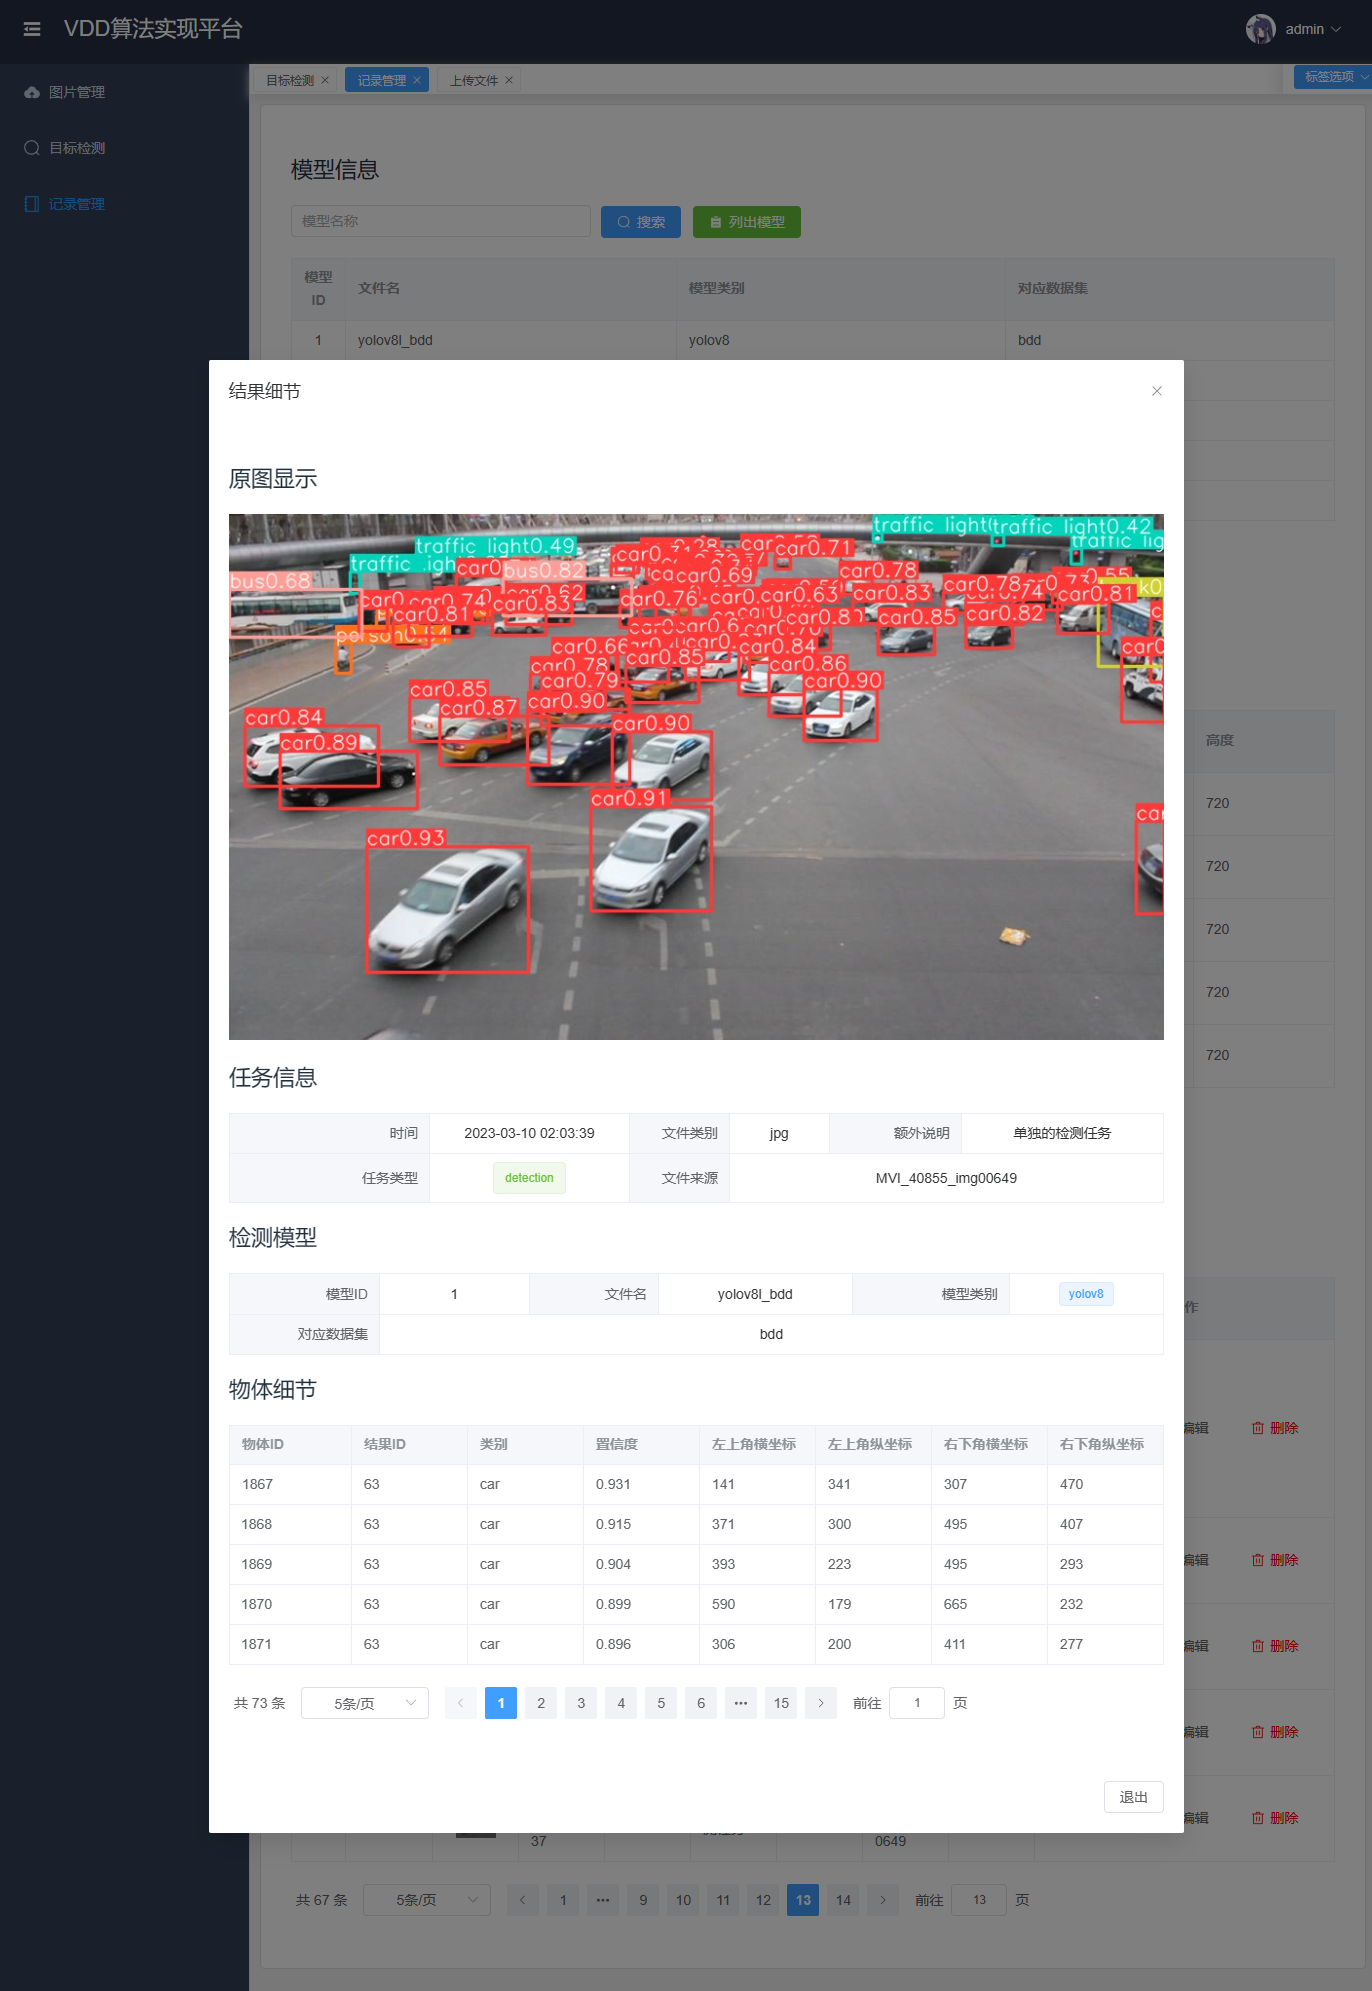 VDD算法实现平台
admin
图片管理
目标检测
记录管理
目标检测 记录管理 上传文件 标签选项
模型信息
模型名称 搜索 列出模型
模型ID 文件名 模型类别 对应数据集
1 yolov8l_bdd yolov8 bdd
结果细节
原图显示
traffic light0.42
traffic light0.49
car0.71
bus0.68
bus0.82
car0.69
car0.78
car0.63
car0.83
car0.81
car0.83
car0.81
car0.76
car0.85
car0.82
car0.66
car0.84
car0.85
car0.78
car0.86
car0.79
car0.90
car0.85
car0.87
car0.90
car0.90
car0.84
car0.89
car0.91
car0.93
任务信息
时间 2023-03-10 02:03:39 文件类别 jpg 额外说明 单独的检测任务
任务类型 detection 文件来源 MVI_40855_img00649
检测模型
模型ID 1 文件名 yolov8l_bdd 模型类别 yolov8
对应数据集 bdd
物体细节
物体ID 结果ID 类别 置信度 左上角横坐标 左上角纵坐标 右下角横坐标 右下角纵坐标
1867 63 car 0.931 141 341 307 470
1868 63 car 0.915 371 300 495 407
1869 63 car 0.904 393 223 495 293
1870 63 car 0.899 590 179 665 232
1871 63 car 0.896 306 200 411 277
共 73 条 5条/页 1 2 3 4 5 6 ••• 15 前往 1 页
退出
高度
720
720
720
720
720
作
编辑 删除
编辑 删除
编辑 删除
编辑 删除
编辑 删除
37 0649
共 67 条 5条/页 1 ••• 9 10 11 12 13 14 前往 13 页